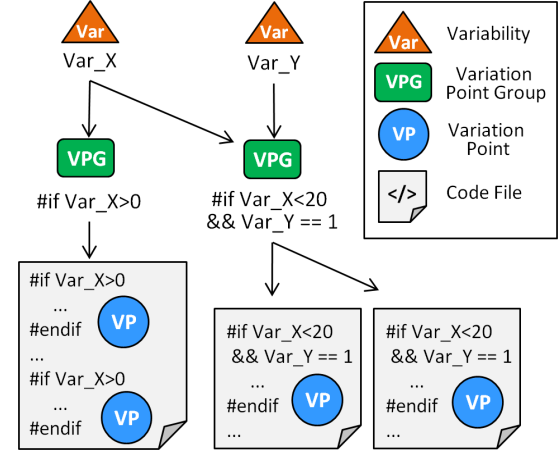 Var
Var_X
Var
Var_Y
Var
Variability
VPG
Variation
Point Group
VP
Variation
Point
</>
Code File
VPG
#if Var_X>0
VPG
#if Var_X<20
&& Var_Y == 1
#if Var_X>0
...
#endif
VP
...
#if Var_X>0
...
#endif
VP
#if Var_X<20
&& Var_Y == 1
...
#endif
VP
...
#if Var_X<20
&& Var_Y == 1
...
#endif
VP
...